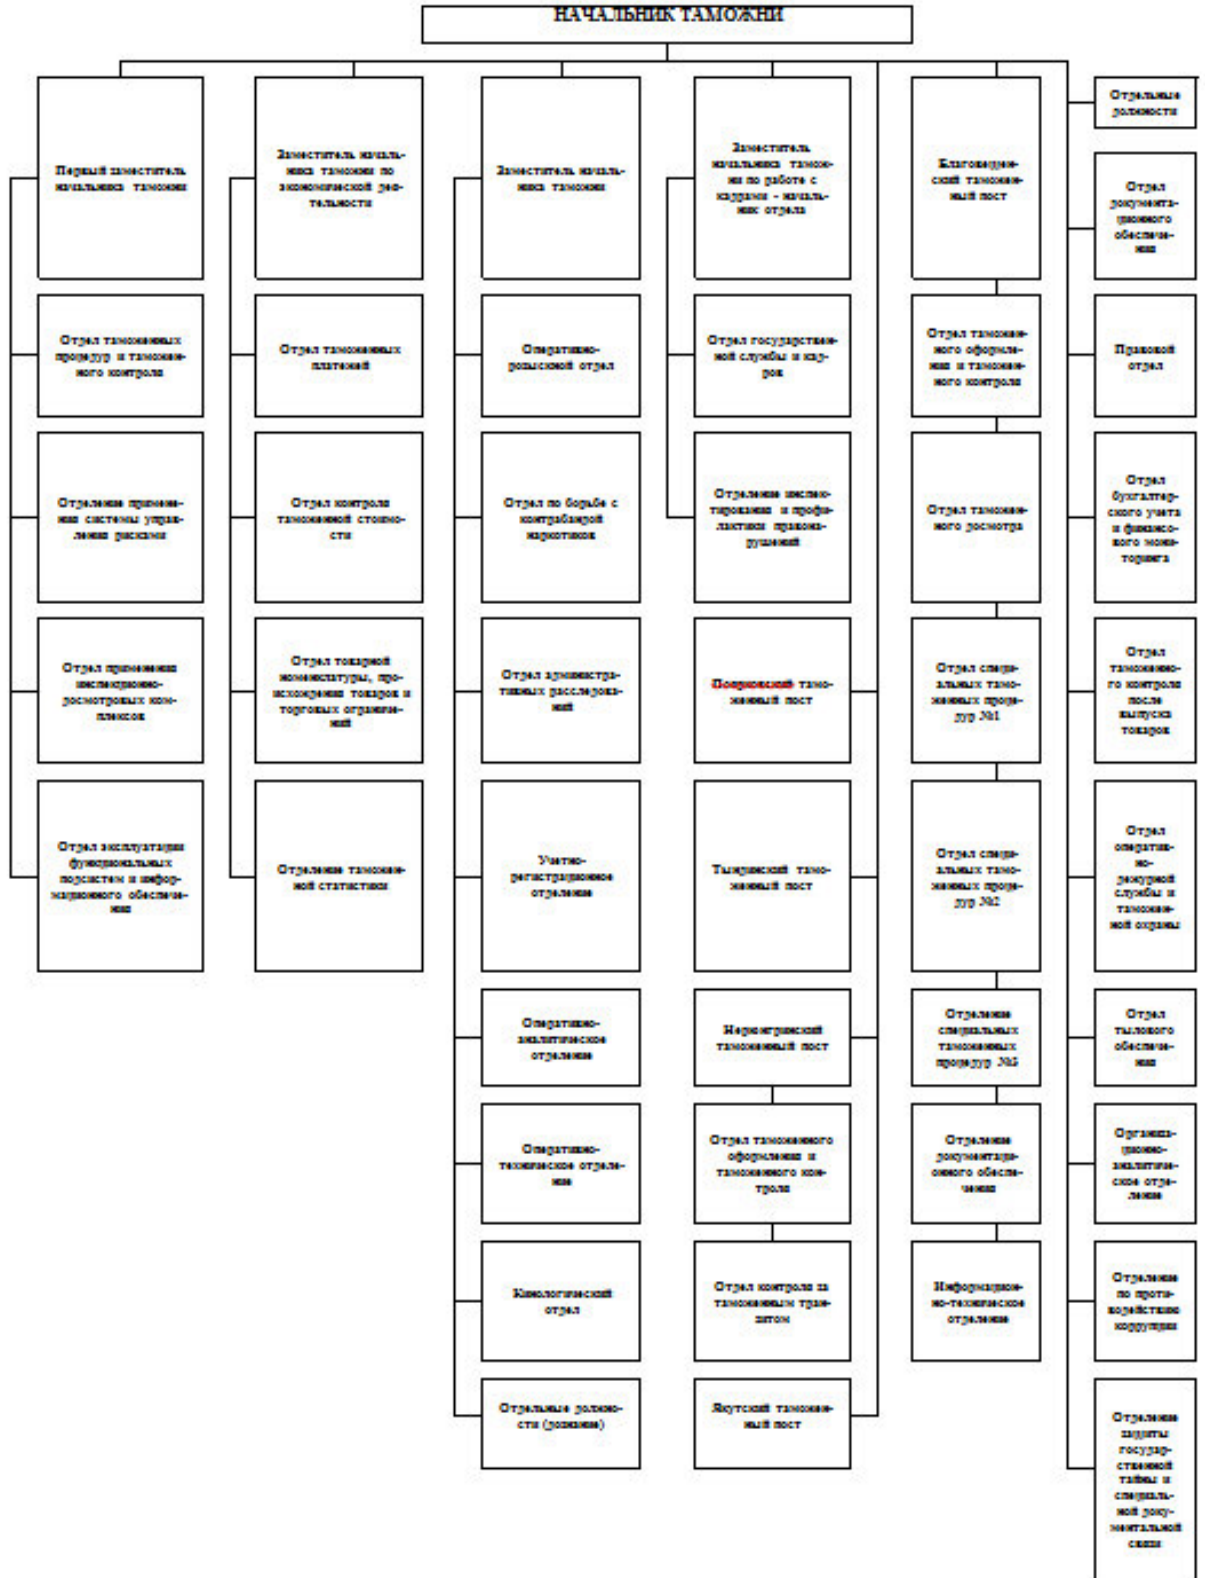 НАЧАЛЬНИК ТАМОЖНИ
Первый заместитель
начальника таможни
Отдел таможенных
процедур и таможен-
ного контроля
Отделение примене-
ния системы управ-
ления рисками
Отдел применения
инспекционно-
досмотровых ком-
плексов
Отдел эксплуатации
функциональных
подсистем и инфор-
мационного обеспече-
ния
Заместитель началь-
ника таможни по
экономической дея-
тельности
Отдел таможенных
платежей
Отдел контроля
таможенной стоимо-
сти
Отдел товарной
номенклатуры, про-
исхождения товаров и
торговых ограниче-
ний
Отделение таможен-
ной статистики
Заместитель началь-
ника таможни
Оперативно-
розыскной отдел
Отдел по борьбе с
контрабандой
наркотиков
Отдел администра-
тивных расследова-
ний
Учетно-
регистрационное
отделение
Оперативно-
аналитическое
отделение
Оперативно-
техническое отделе-
ние
Кинологический
отдел
Отдельные должно-
сти (дознание)
Заместитель
начальника тамож-
ни по работе с
кадрами - началь-
ник отдела
Отдел государствен-
ной службы и кад-
ров
Отделение инспек-
тирования и профи-
лактики правона-
рушений
Поярковский тамо-
женный пост
Тындинский тамо-
женный пост
Нерюнгринский
таможенный пост
Отдел таможенного
оформления и
таможенного кон-
троля
Отдел контроля за
таможенным тран-
зитом
Якутский таможен-
ный пост
Благовещен-
ский таможен-
ный пост
Отдел таможен-
ного оформле-
ния и таможен-
ного контроля
Отдел таможен-
ного досмотра
Отдел специ-
альных тамо-
женных проце-
дур №1
Отдел специ-
альных тамо-
женных проце-
дур №2
Отделение
специальных
таможенных
процедур №3
Отделение
документаци-
онного обеспе-
чения
Информацион-
но-техническое
отделение
Отдельные
должности
Отдел
документа-
ционного
обеспече-
ния
Правовой
отдел
Отдел
бухгалтер-
ского учета
и финансо-
вого мони-
торинга
Отдел
таможенно-
го контроля
после
выпуска
товаров
Отдел
оператив-
но-
дежурной
службы и
таможен-
ной охраны
Отдел
тылового
обеспече-
ния
Организа-
ционно-
аналитиче-
ское отде-
ление
Отделение
по проти-
водействию
коррупции
Отделение
защиты
государ-
ственной
тайны и
специаль-
ной доку-
ментальной
связи